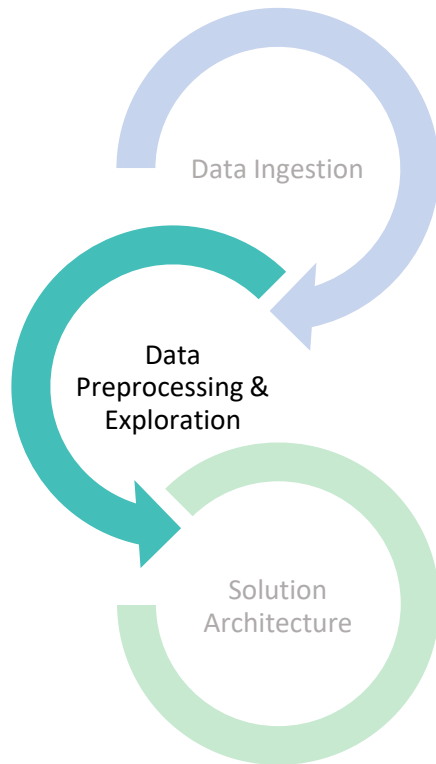 Data Ingestion
Data
Preprocessing &
Exploration
Solution
Architecture